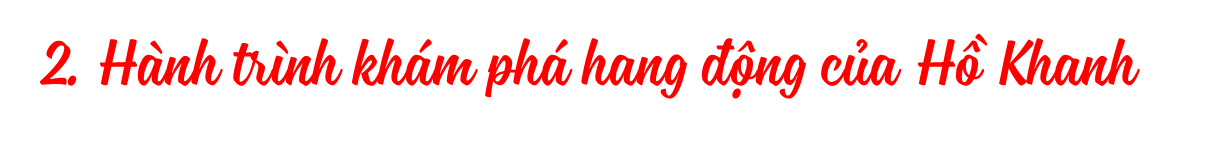 2. Hành trình khám phá hang động của Hồ Khanh